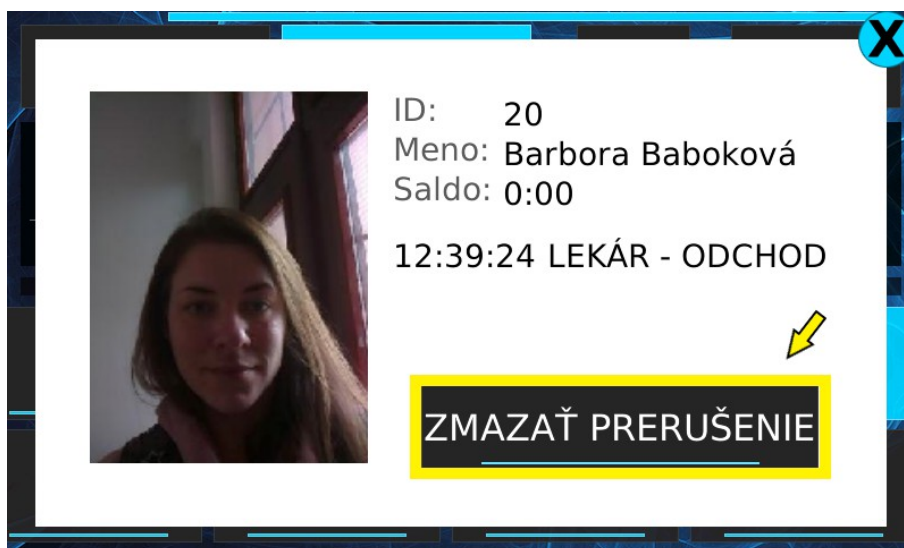 X
ID: 20
Meno: Barbora Baboková
Saldo: 0:00
12:39:24 LEKÁR - ODCHOD
ZMAZAŤ PRERUŠENIE